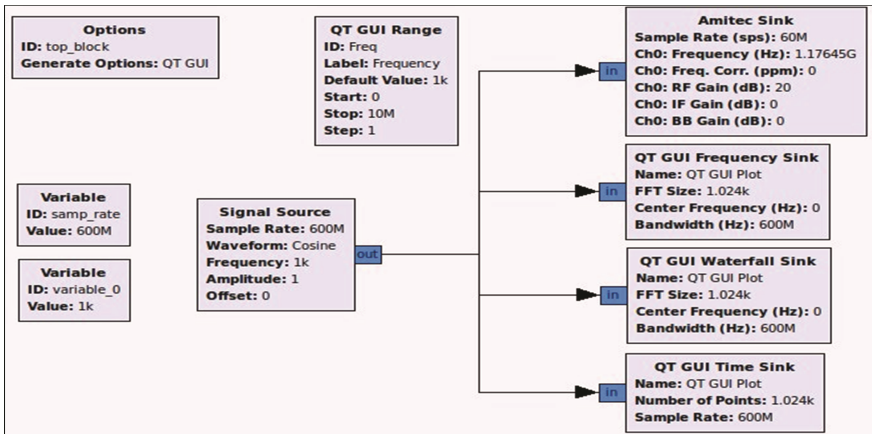 Options
ID: top_block
Generate Options: QT GUI
QT GUI Range
ID: Freq
Label: Frequency
Default Value: 1k
Start: 0
Stop: 10M
Step: 1
Variable
ID: samp_rate
Value: 600M
Variable
ID: variable_0
Value: 1k
Signal Source
Sample Rate: 600M
Waveform: Cosine
Frequency: 1k
Amplitude: 1
Offset: 0
out
in
Amitec Sink
Sample Rate (sps): 60M
Ch0: Frequency (Hz): 1.17645G
Ch0: Freq. Corr. (ppm): 0
Ch0: RF Gain (dB): 20
Ch0: IF Gain (dB): 0
Ch0: BB Gain (dB): 0
in
QT GUI Frequency Sink
Name: QT GUI Plot
FFT Size: 1.024k
Center Frequency (Hz): 0
Bandwidth (Hz): 600M
in
QT GUI Waterfall Sink
Name: QT GUI Plot
FFT Size: 1.024k
Center Frequency (Hz): 0
Bandwidth (Hz): 600M
in
QT GUI Time Sink
Name: QT GUI Plot
Number of Points: 1.024k
Sample Rate: 600M